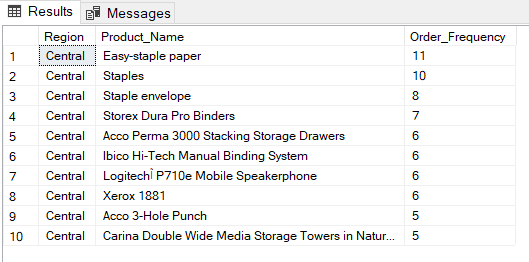 Results Messages
Region Product_Name Order_Frequency
1 Central Easy-staple paper 11
2 Central Staples 10
3 Central Staple envelope 8
4 Central Storex Dura Pro Binders 7
5 Central Acco Perma 3000 Stacking Storage Drawers 6
6 Central Ibico Hi-Tech Manual Binding System 6
7 Central LogitechÎ P710e Mobile Speakerphone 6
8 Central Xerox 1881 6
9 Central Acco 3-Hole Punch 5
10 Central Carina Double Wide Media Storage Towers in Natur... 5